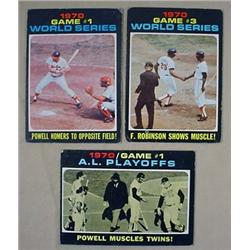 1970
GAME #1
WORLD SERIES
POWELL HOMERS TO OPPOSITE FIELD!
1970
GAME #3
WORLD SERIES
F. ROBINSON SHOWS MUSCLE!
1970/GAME #1
A.L. PLAYOFFS
POWELL MUSCLES TWINS!